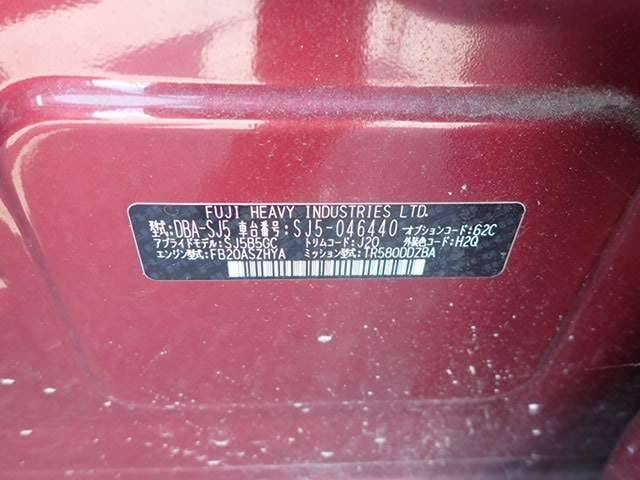 FUJI HEAVY INDUSTRIES LTD.
型式:DBA-SJ5 車台番号:SJ5-046440 オプションコード:62C
アプライドモデル:SJ5B5GC トリムコード:J20 外装色コード:H2Q
エンジン型式:FB20ASZHYA ミッション型式:TR580DDZBA